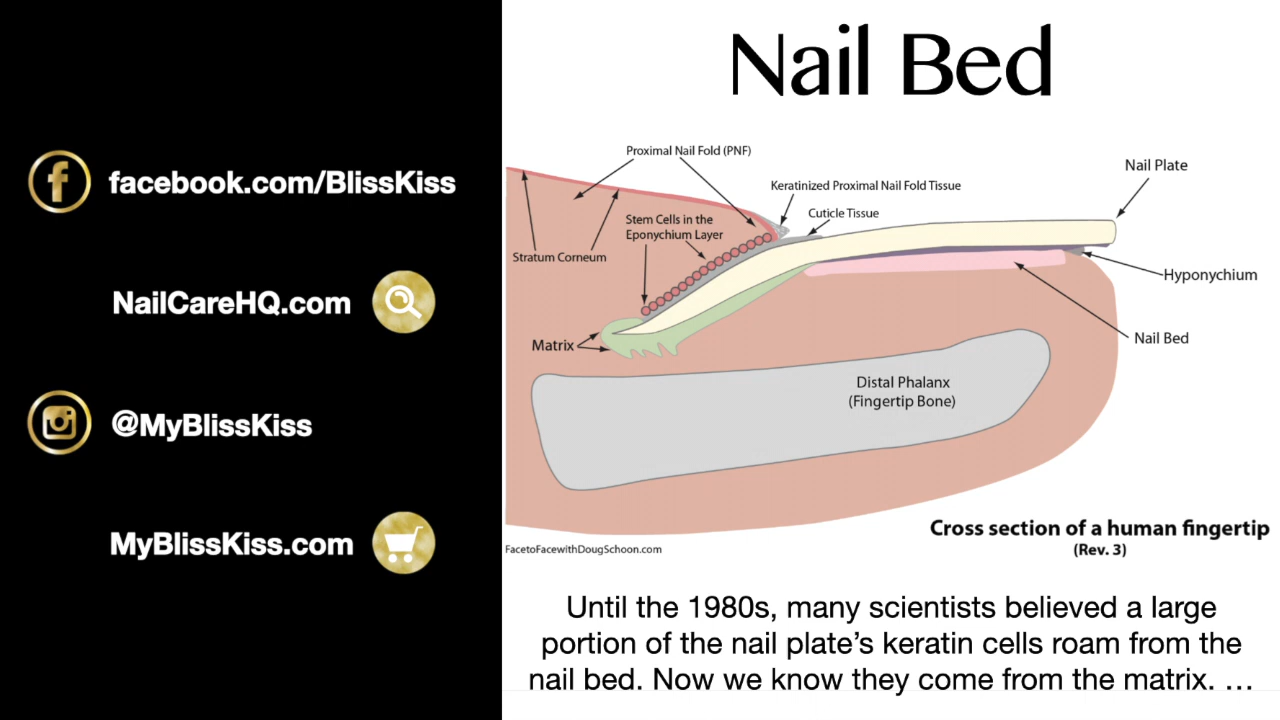 facebook.com/BlissKiss
NailCareHQ.com
@MyBlissKiss
MyBlissKiss.com
Nail Bed
Proximal Nail Fold (PNF)
Nail Plate
Keratinized Proximal Nail Fold Tissue
Cuticle Tissue
Stem Cells in the
Eponychium Layer
Stratum Corneum
Hyponychium
Matrix
Nail Bed
Distal Phalanx
(Fingertip Bone)
Cross section of a human fingertip
(Rev. 3)
FacetoFacewithDougSchoon.com
Until the 1980s, many scientists believed a large
portion of the nail plate’s keratin cells roam from the
nail bed. Now we know they come from the matrix. …